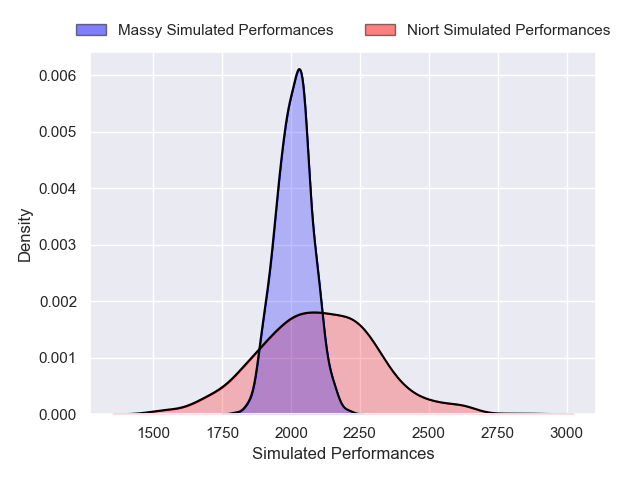 Massy Simulated Performances Niort Simulated Performances
0.006
0.005
0.004
0.003
0.002
0.001
0.000
Density
1500 1750 2000 2250 2500 2750 3000
Simulated Performances